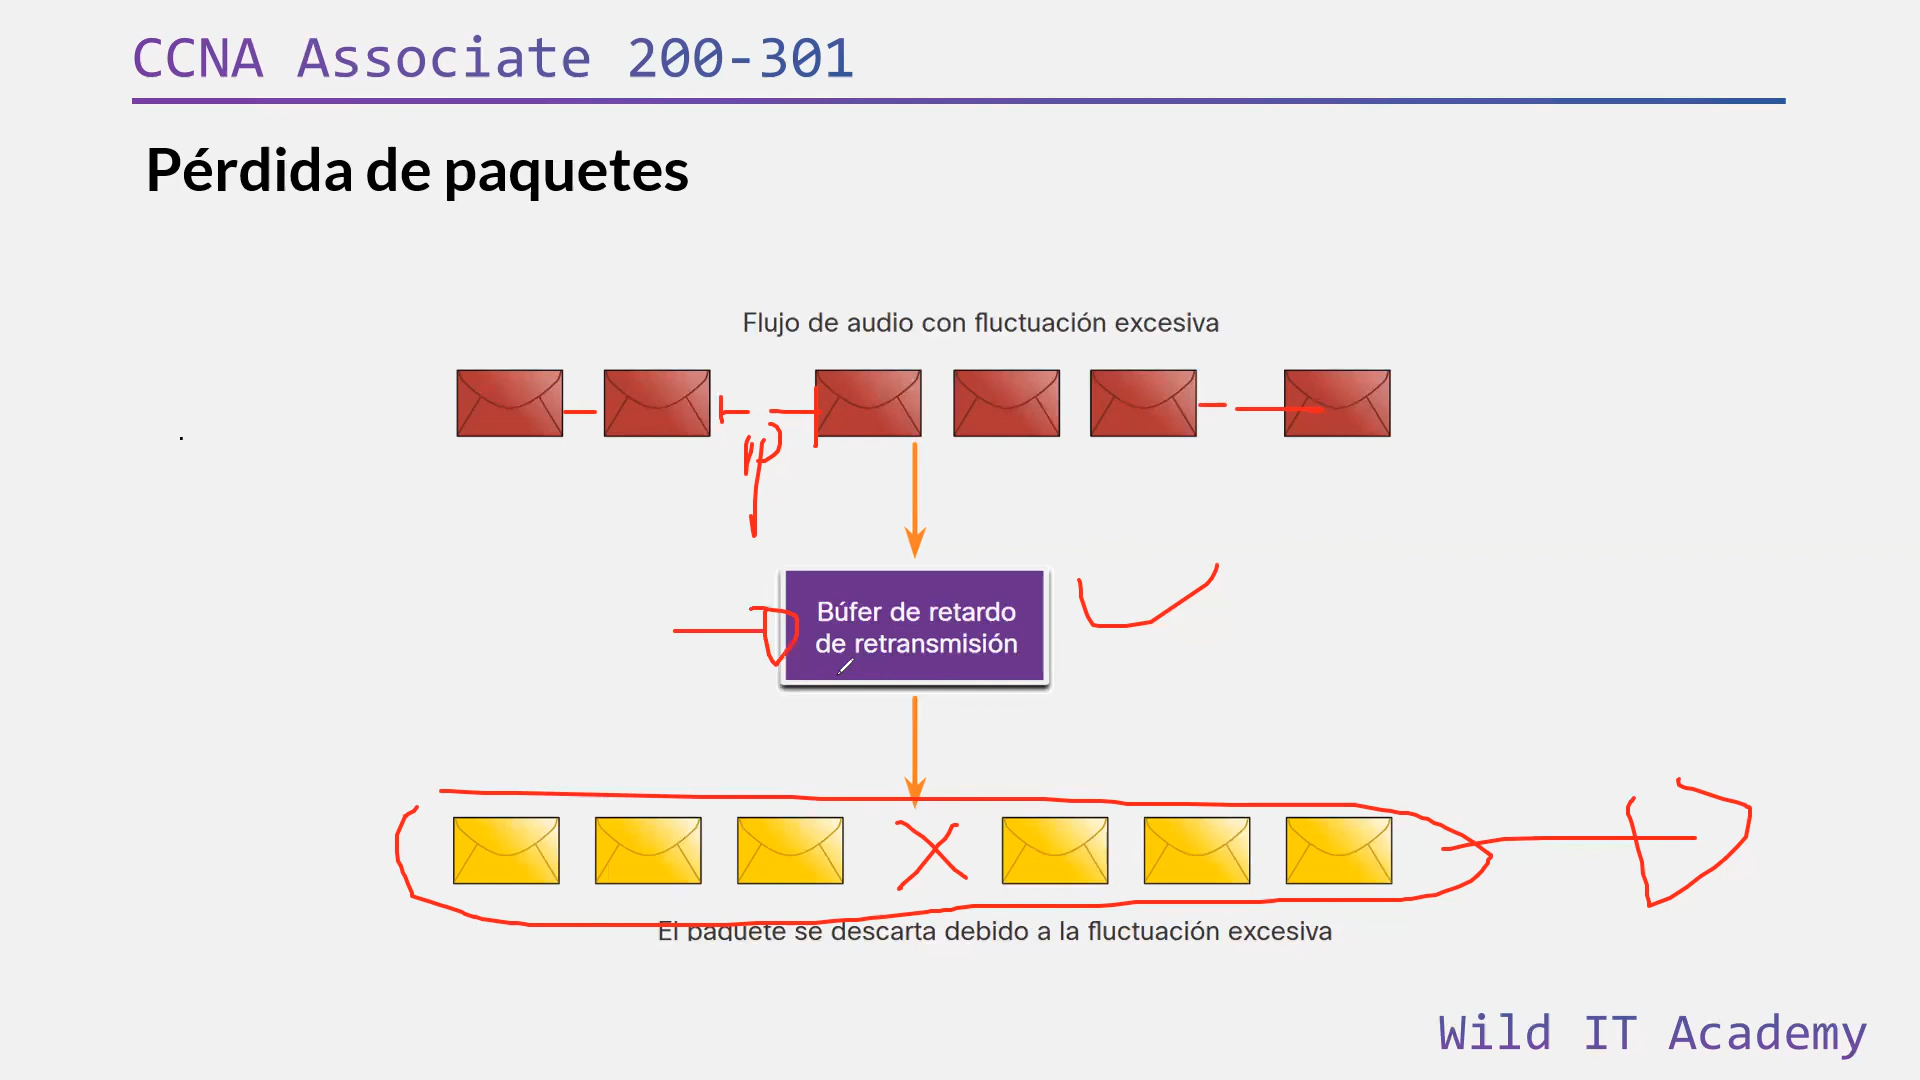 CCNA Associate 200-301
Pérdida de paquetes
Flujo de audio con fluctuación excesiva
Búfer de retardo
de retransmisión
El paquete se descarta debido a la fluctuación excesiva
Wild IT Academy